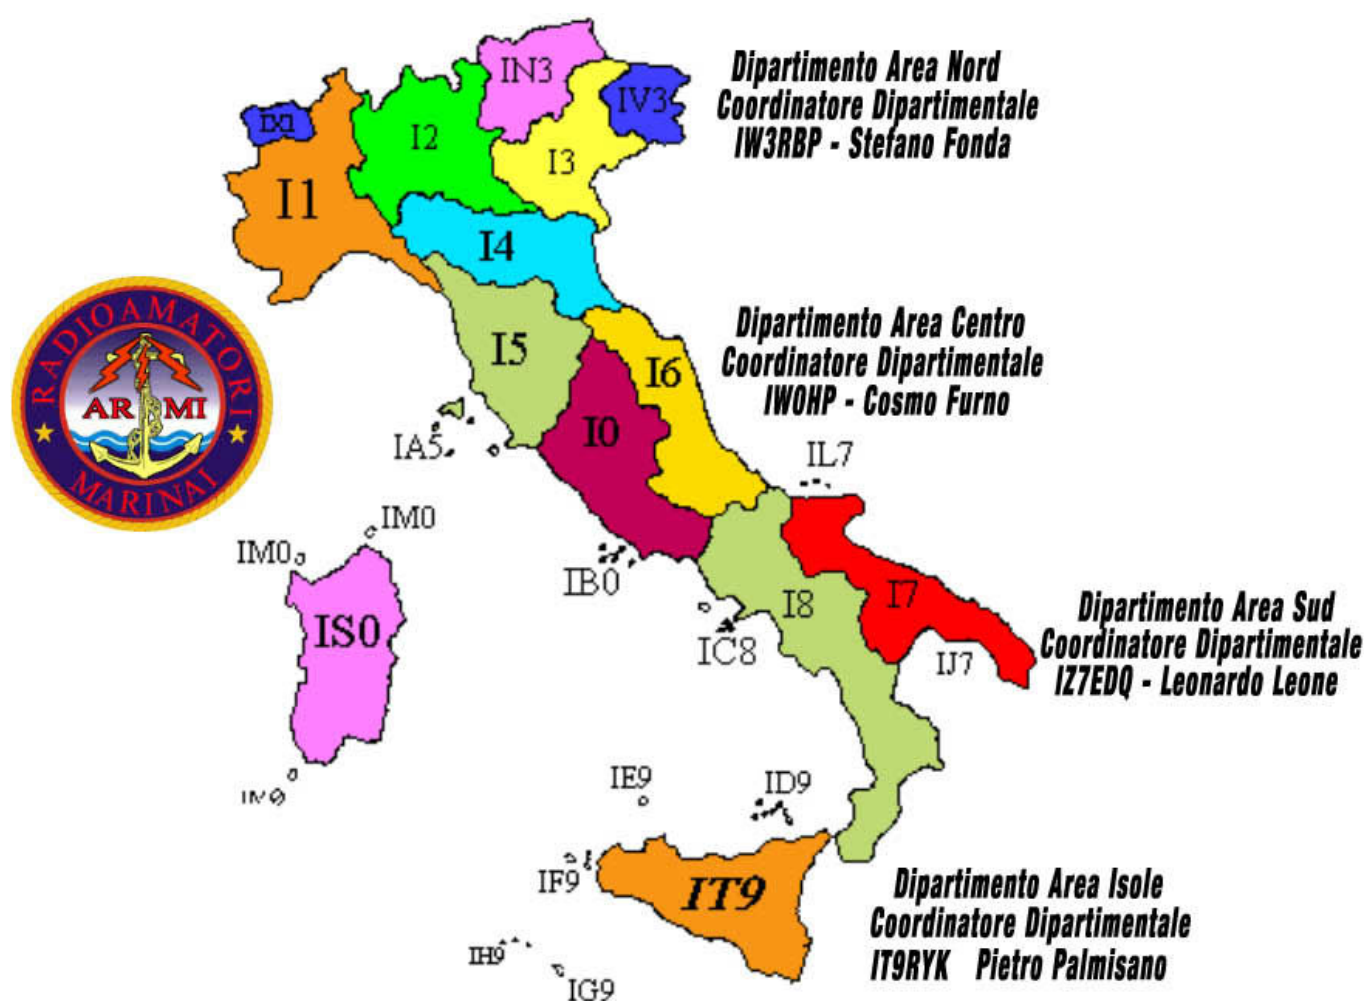 IN3
Dipartimento Area Nord
Coordinatore Dipartimentale
IW3RBP - Stefano Fonda
IV3
IX1
I2
I3
I1
I4
RADIOAMATORI
AR MI
MARINAI
Dipartimento Area Centro
Coordinatore Dipartimentale
IW0HP - Cosmo Furno
I5
I6
I0
IA5
IL7
IM0
IM0
IB0
IS0
I8
I7
IC8
IJ7
Dipartimento Area Sud
Coordinatore Dipartimentale
IZ7EDQ - Leonardo Leone
IE9
ID9
IF9
IT9
Dipartimento Area Isole
Coordinatore Dipartimentale
IT9RYK Pietro Palmisano
IH9
IG9